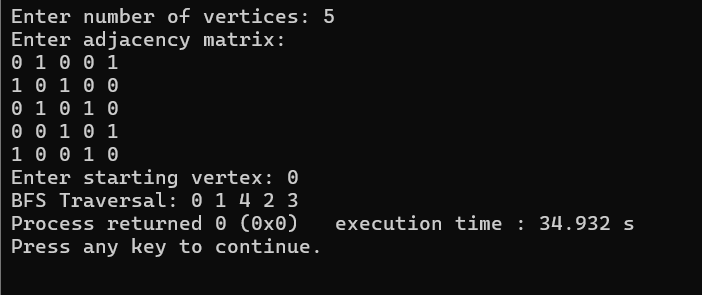 Enter number of vertices: 5
Enter adjacency matrix:
0 1 0 0 1
1 0 1 0 0
0 1 0 1 0
0 0 1 0 1
1 0 0 1 0
Enter starting vertex: 0
BFS Traversal: 0 1 4 2 3
Process returned 0 (0x0)   execution time : 34.932 s
Press any key to continue.